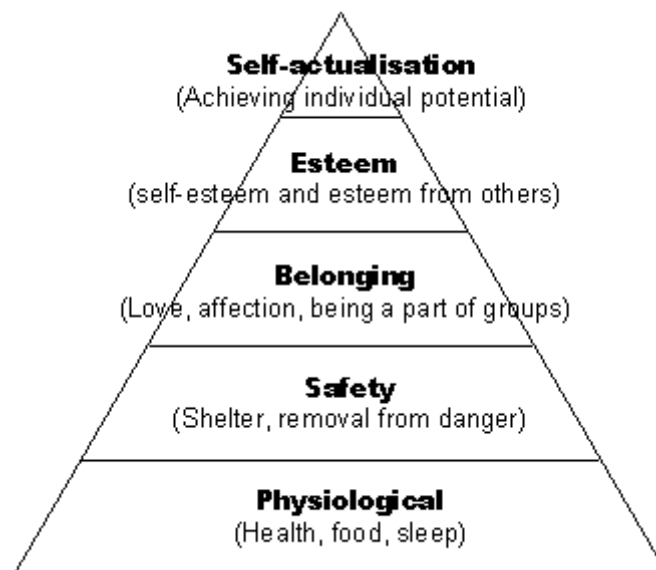 Self-actualisation
(Achieving individual potential)
Esteem
(self-esteem and esteem from others)
Belonging
(Love, affection, being a part of groups)
Safety
(Shelter, removal from danger)
Physiological
(Health, food, sleep)